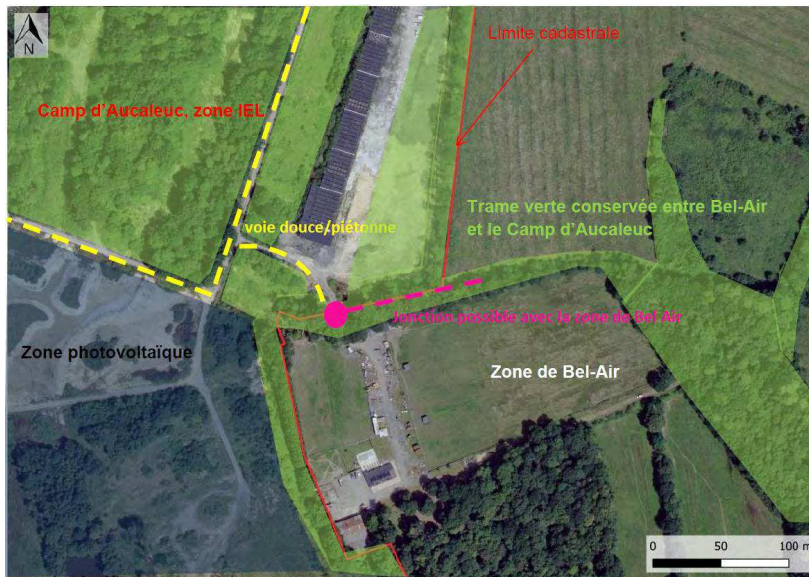 N
Limite cadastrale
Camp d'Aucaleuc, zone IEL
Trame verte conservée entre Bel-Air
et le Camp d'Aucaleuc
voie douce/piétonne
Jonction possible avec la zone de Bel Air
Zone photovoltaïque
Zone de Bel-Air
0 50 100 m